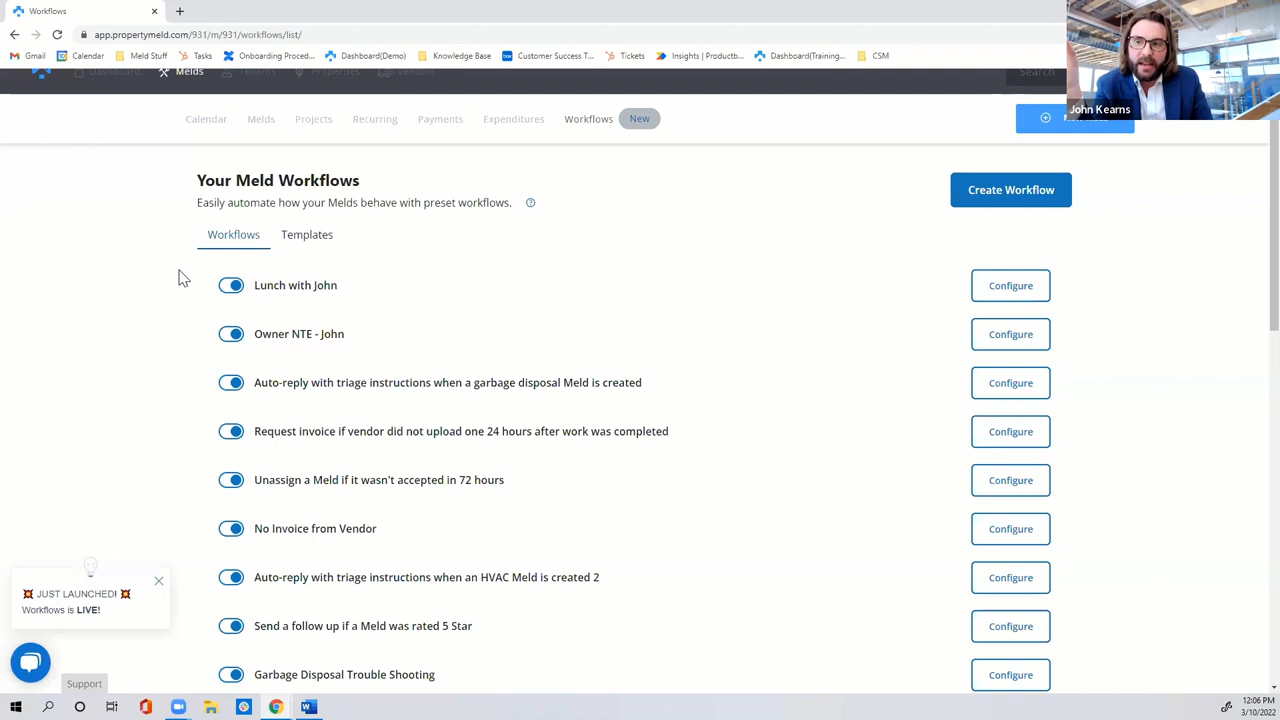 Workflows
app.propertymeld.com/931/m/931/workflows/list/
Gmail Calendar Meld Stuff Tasks Onboarding Proced... Dashboard(Demo) Knowledge Base Customer Success T... Tickets Insights | Productb... Dashboard(Training... CSM
Dashboard Melds Tenants Properties Vendors Search
John Kearns
Calendar Melds Projects Recurring Payments Expenditures Workflows New
Your Meld Workflows
Easily automate how your Melds behave with preset workflows.
Create Workflow
Workflows Templates
Lunch with John Configure
Owner NTE - John Configure
Auto-reply with triage instructions when a garbage disposal Meld is created Configure
Request invoice if vendor did not upload one 24 hours after work was completed Configure
Unassign a Meld if it wasn't accepted in 72 hours Configure
No Invoice from Vendor Configure
Auto-reply with triage instructions when an HVAC Meld is created 2 Configure
Send a follow up if a Meld was rated 5 Star Configure
Garbage Disposal Trouble Shooting Configure
JUST LAUNCHED!
Workflows is LIVE!
Support
12:06 PM
3/10/2022